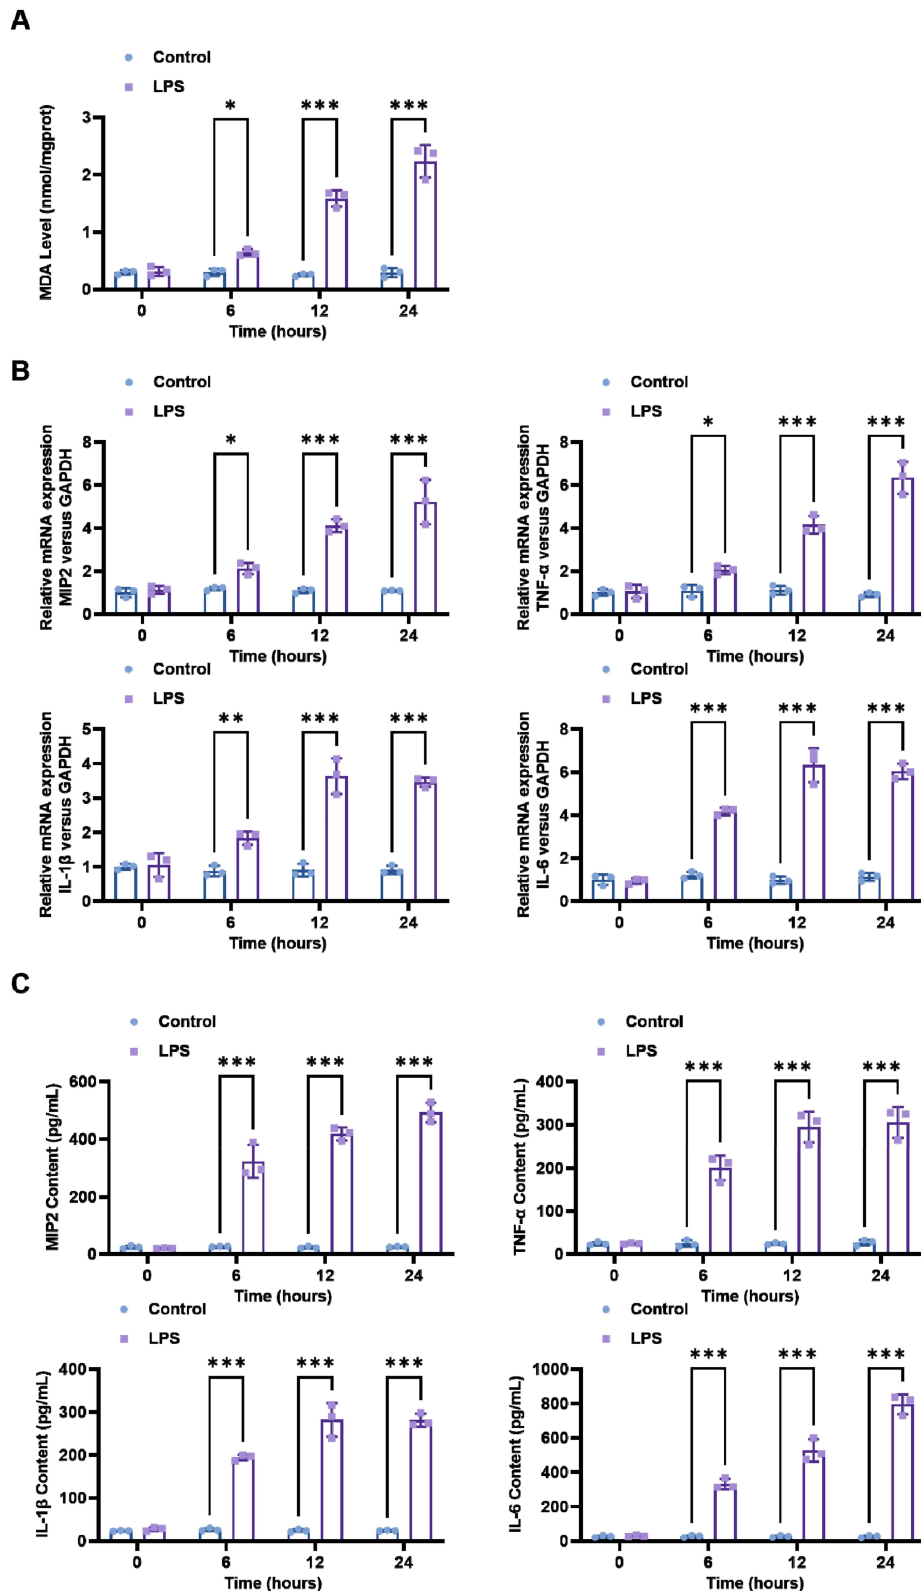 A
Control
LPS
* *** ***
MDA Level (nmol/mgprot)
3
2
1
0
0 6 12 24
Time (hours)
B
Control
LPS
* *** ***
Relative mRNA expression
MIP2 versus GAPDH
8
6
4
2
0
0 6 12 24
Time (hours)
Control
LPS
* *** ***
Relative mRNA expression
TNF-α versus GAPDH
8
6
4
2
0
0 6 12 24
Time (hours)
Control
LPS
** *** ***
Relative mRNA expression
IL-1β versus GAPDH
5
4
3
2
1
0
0 6 12 24
Time (hours)
Control
LPS
*** *** ***
Relative mRNA expression
IL-6 versus GAPDH
8
6
4
2
0
0 6 12 24
Time (hours)
C
Control
LPS
*** *** ***
MIP2 Content (pg/mL)
600
400
200
0
0 6 12 24
Time (hours)
Control
LPS
*** *** ***
TNF-α Content (pg/mL)
400
300
200
100
0
0 6 12 24
Time (hours)
Control
LPS
*** *** ***
IL-1β Content (pg/mL)
400
300
200
100
0
0 6 12 24
Time (hours)
Control
LPS
*** *** ***
IL-6 Content (pg/mL)
1000
800
600
400
200
0
0 6 12 24
Time (hours)